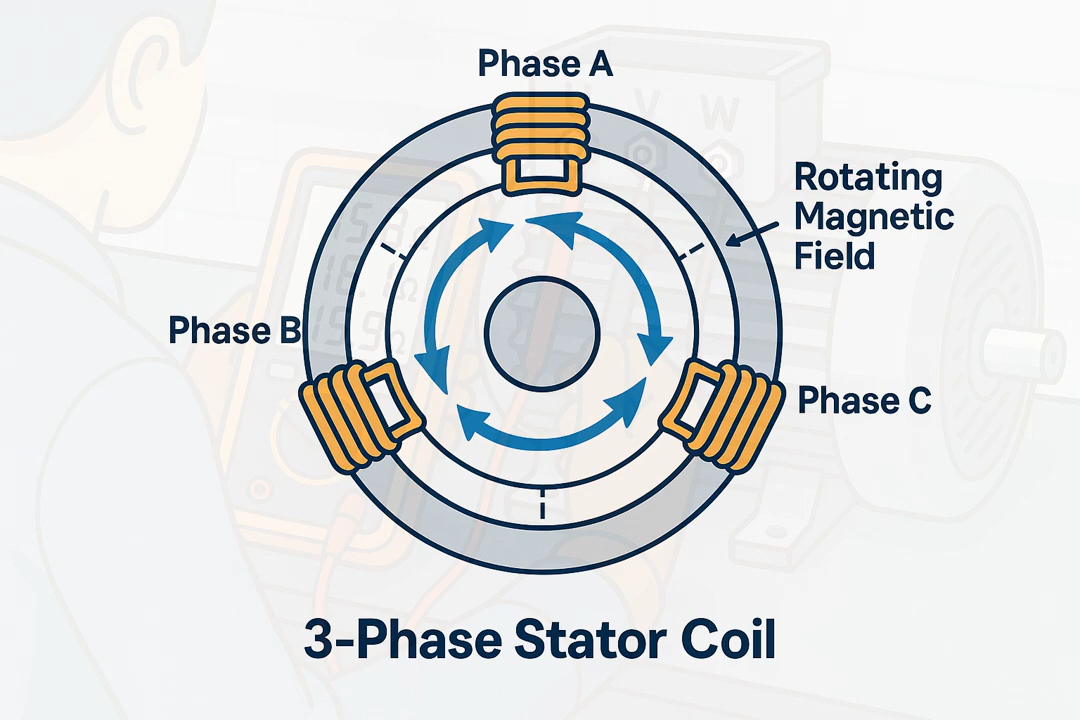 Phase A
V W
Rotating
Magnetic
Field
Phase B
Phase C
3-Phase Stator Coil